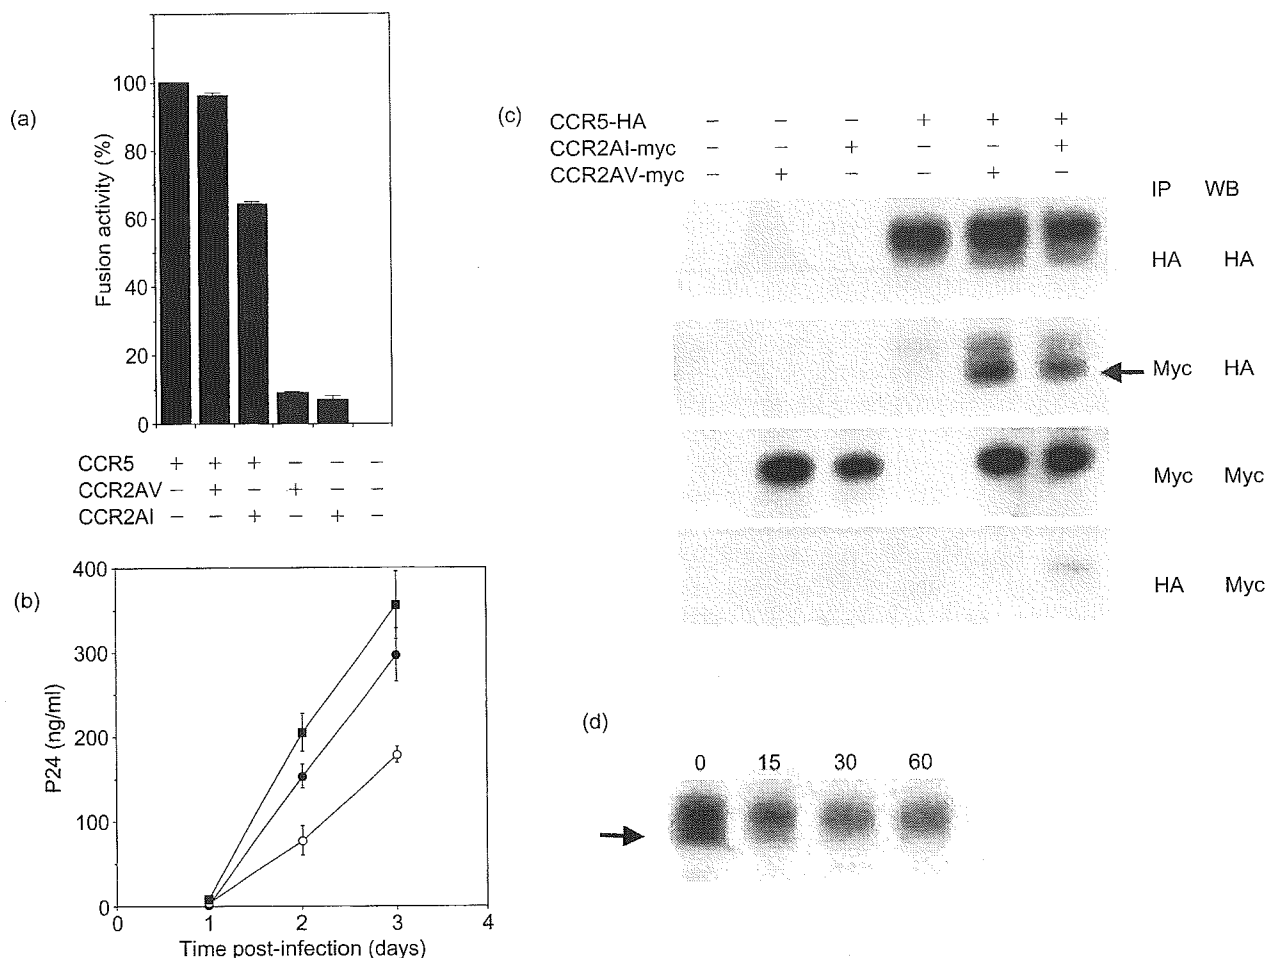 (a)
Fusion activity (%)
100
80
60
40
20
0
CCR5 + + + – – –
CCR2AV – + – + – –
CCR2AI – – + – + –
(b)
P24 (ng/ml)
400
300
200
100
0
0 1 2 3 4
Time post-infection (days)
(c)
CCR5-HA – – – + + +
CCR2AI-myc – – + – – +
CCR2AV-myc – + – – + –
IP WB
HA HA
Myc HA
Myc Myc
HA Myc
(d)
0 15 30 60